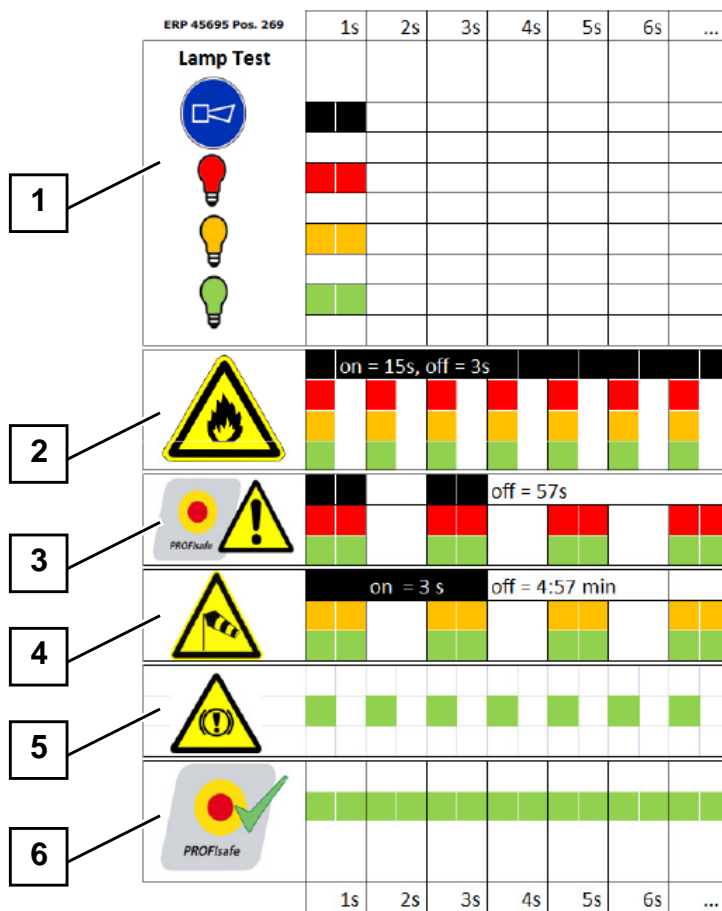 ERP 45695 Pos. 269 1s 2s 3s 4s 5s 6s ...
Lamp Test
1
on = 15s, off = 3s
2
off = 57s
PROFIsafe
3
on = 3 s off = 4:57 min
4
5
PROFIsafe
6
1s 2s 3s 4s 5s 6s ...